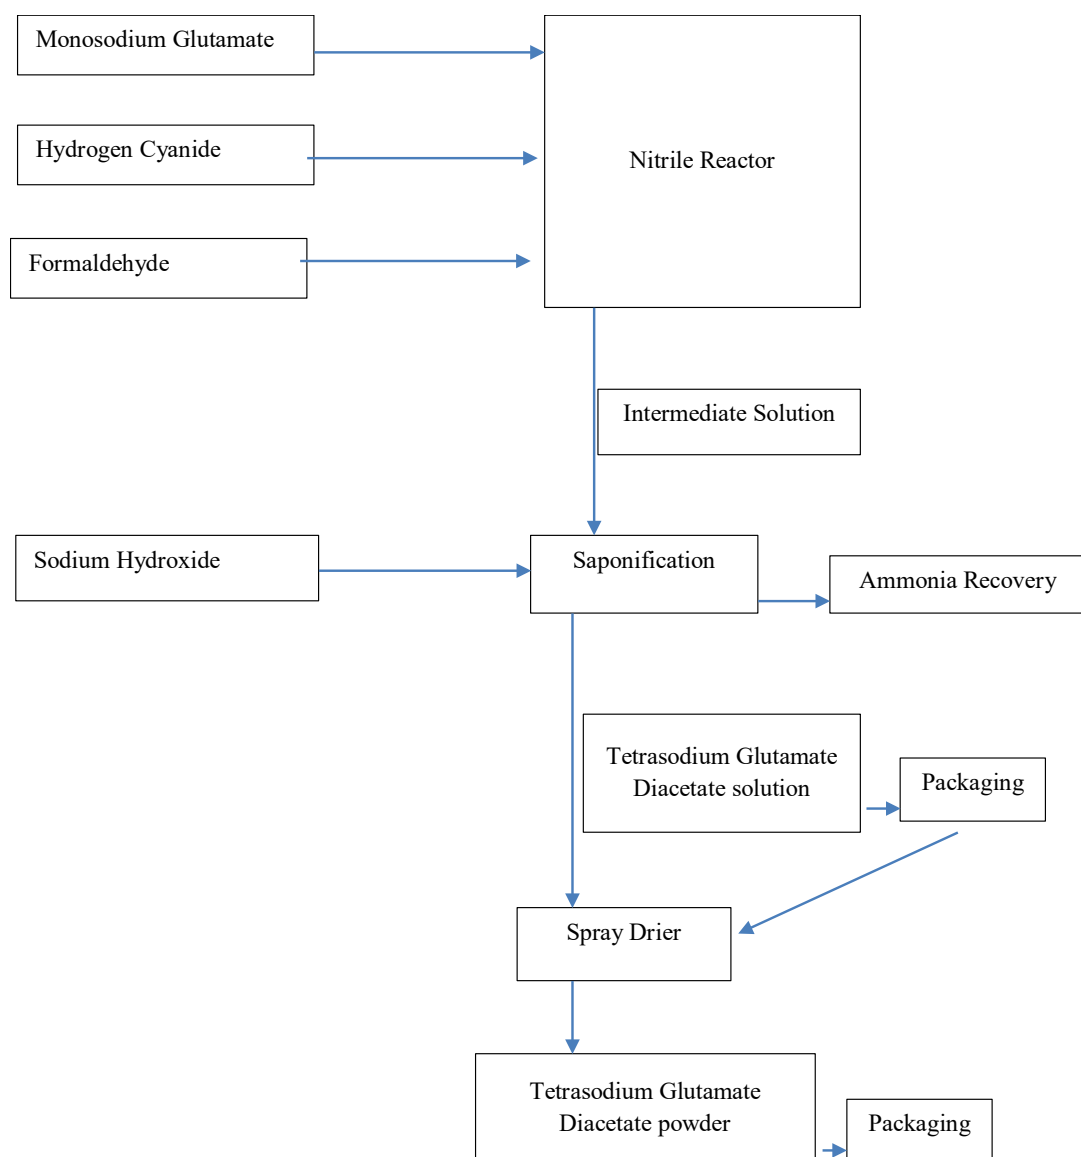 Monosodium Glutamate
Hydrogen Cyanide
Nitrile Reactor
Formaldehyde
Intermediate Solution
Sodium Hydroxide
Saponification
Ammonia Recovery
Tetrasodium Glutamate
Diacetate solution
Packaging
Spray Drier
Tetrasodium Glutamate
Diacetate powder
Packaging